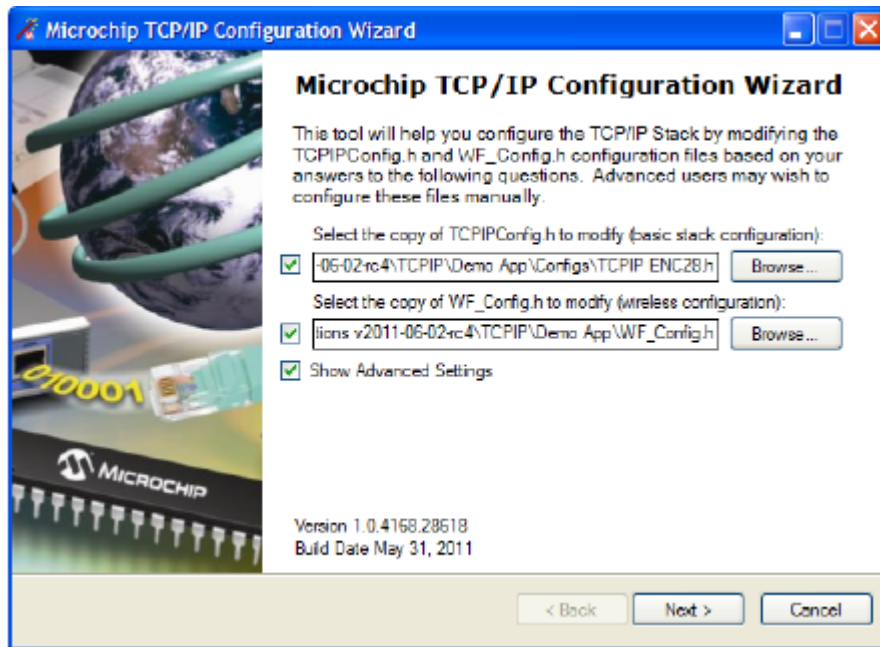 Microchip TCP/IP Configuration Wizard
Microchip TCP/IP Configuration Wizard
This tool will help you configure the TCP/IP Stack by modifying the
TCPIPConfig.h and WF_Config.h configuration files based on your
answers to the following questions. Advanced users may wish to
configure these files manually.
Select the copy of TCPIPConfig.h to modify (basic stack configuration):
-06-02-rc4\TCPIP\Demo App\Configs\TCPIP ENC28.h
Browse...
Select the copy of WF_Config.h to modify (wireless configuration):
tions v2011-06-02-rc4\TCPIP\Demo App\WF_Config.h
Browse...
Show Advanced Settings
010001
MICROCHIP
Version 1.0.4168.28618
Build Date May 31, 2011
< Back
Next >
Cancel